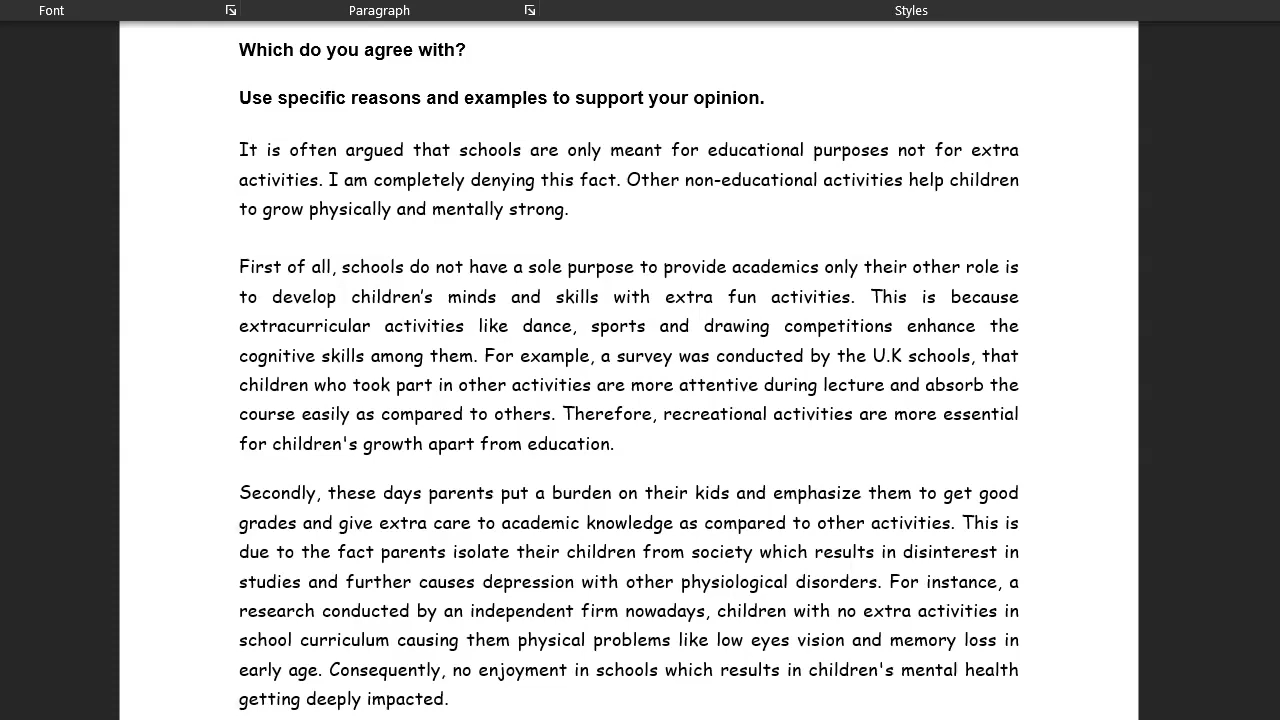 Font Paragraph Styles
Which do you agree with?
Use specific reasons and examples to support your opinion.
It is often argued that schools are only meant for educational purposes not for extra
activities. I am completely denying this fact. Other non-educational activities help children
to grow physically and mentally strong.
First of all, schools do not have a sole purpose to provide academics only their other role is
to develop children’s minds and skills with extra fun activities. This is because
extracurricular activities like dance, sports and drawing competitions enhance the
cognitive skills among them. For example, a survey was conducted by the U.K schools, that
children who took part in other activities are more attentive during lecture and absorb the
course easily as compared to others. Therefore, recreational activities are more essential
for children's growth apart from education.
Secondly, these days parents put a burden on their kids and emphasize them to get good
grades and give extra care to academic knowledge as compared to other activities. This is
due to the fact parents isolate their children from society which results in disinterest in
studies and further causes depression with other physiological disorders. For instance, a
research conducted by an independent firm nowadays, children with no extra activities in
school curriculum causing them physical problems like low eyes vision and memory loss in
early age. Consequently, no enjoyment in schools which results in children's mental health
getting deeply impacted.